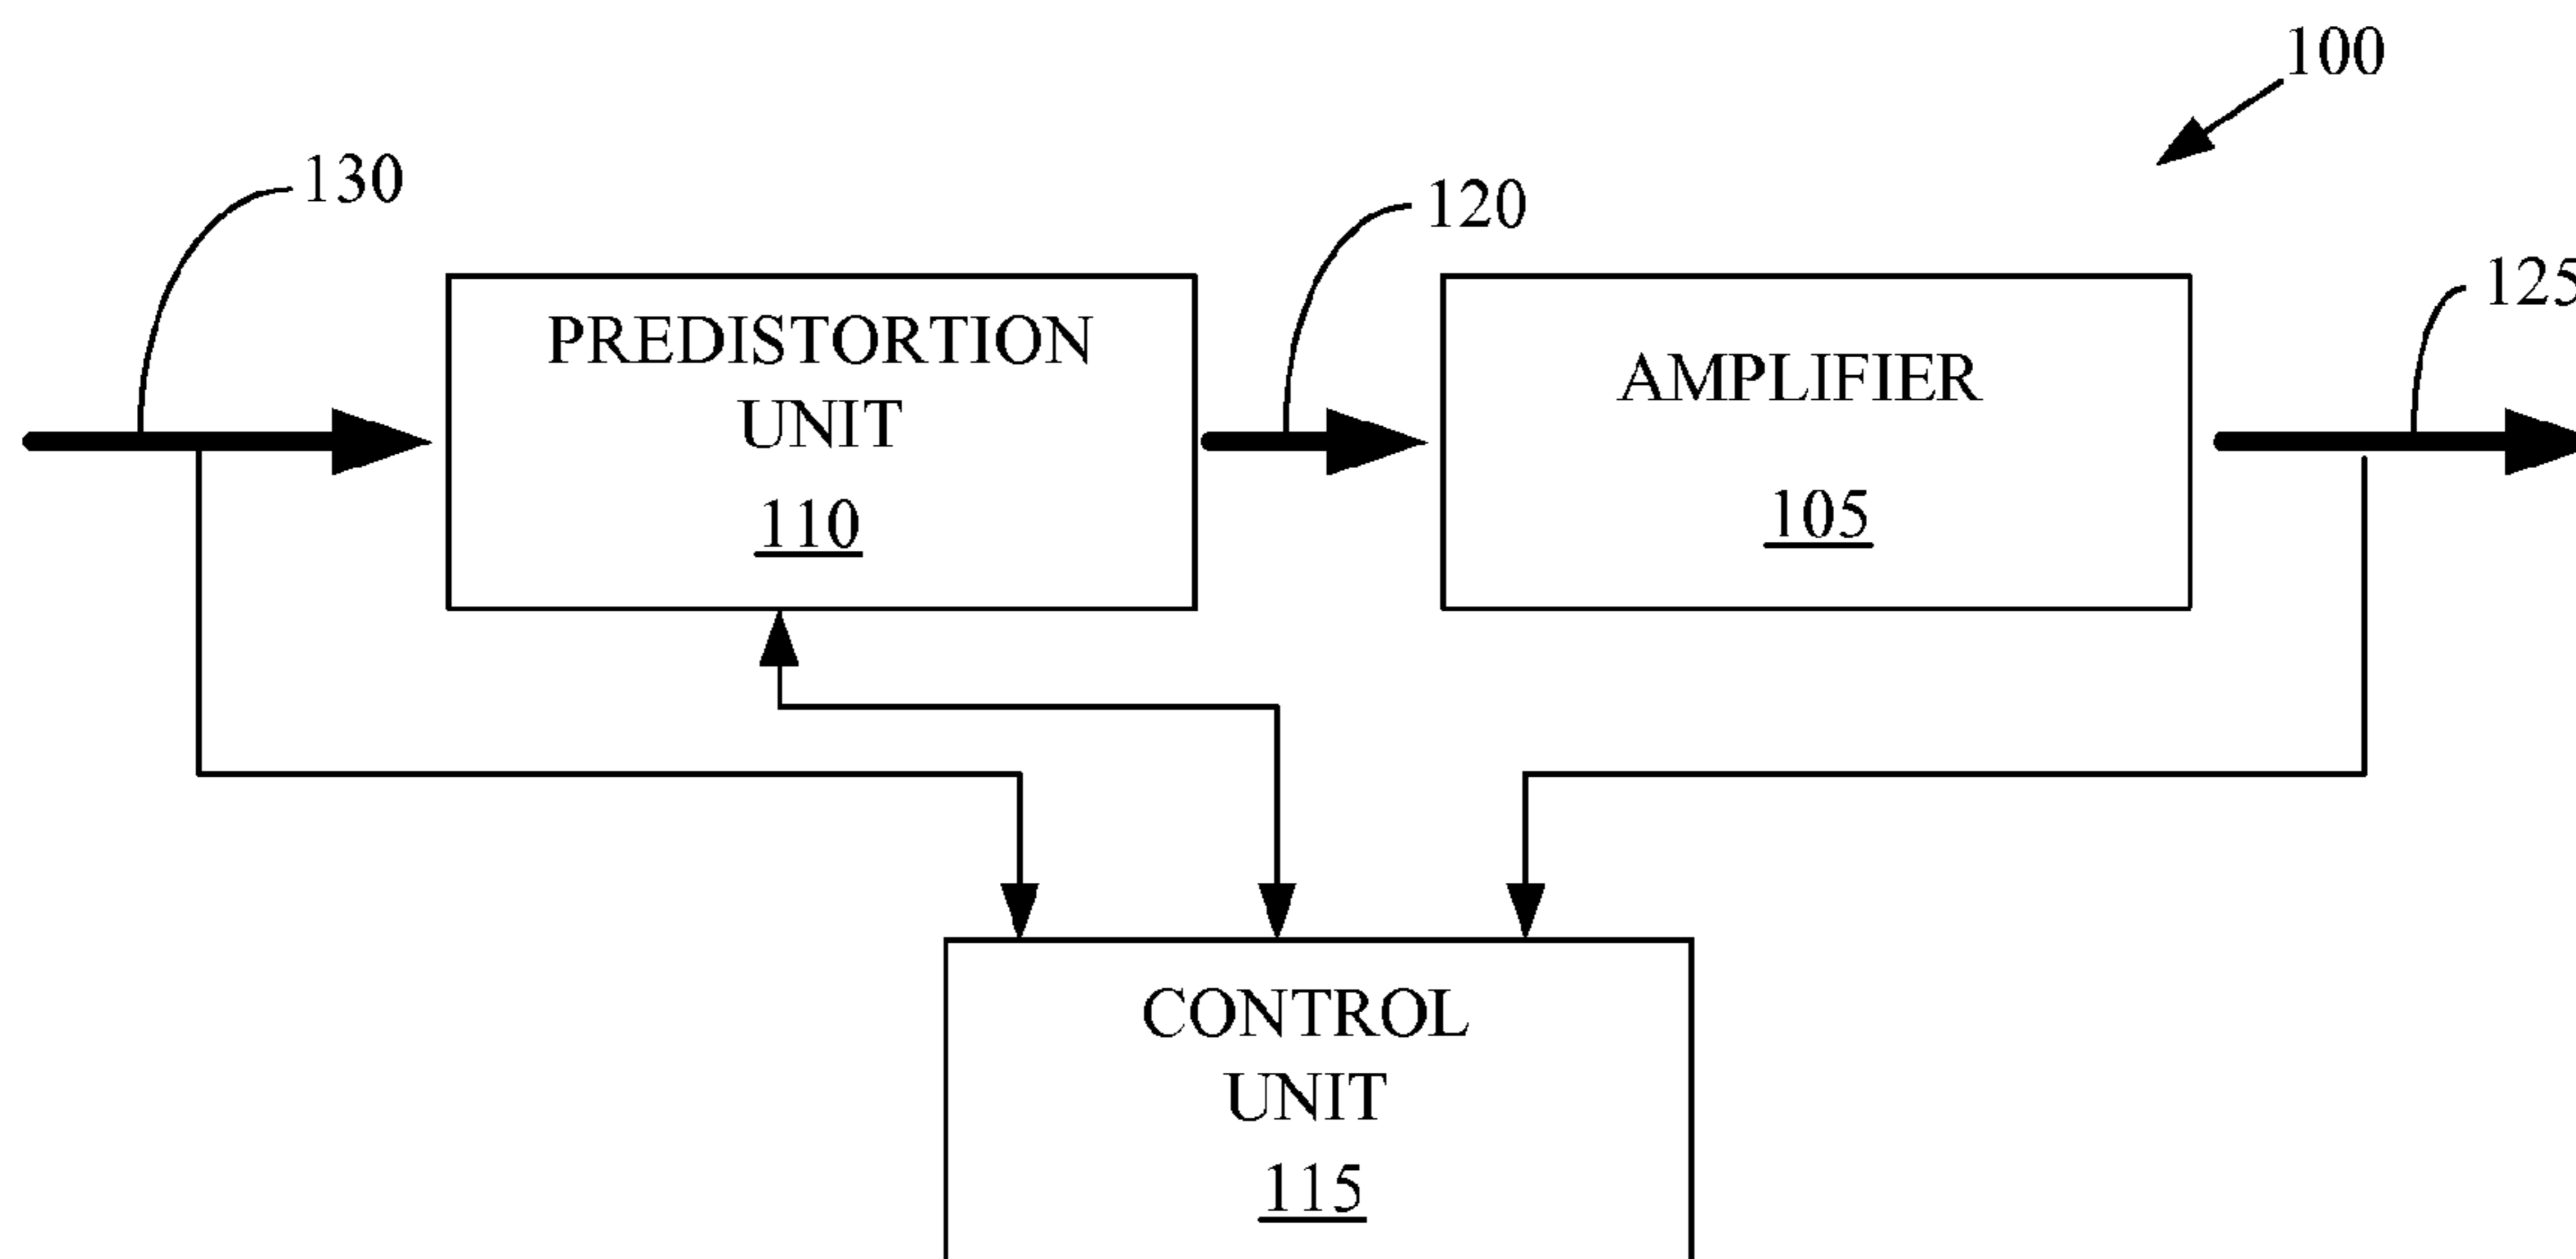 100
130
120
125
PREDISTORTION
UNIT
110
AMPLIFIER
105
CONTROL
UNIT
115